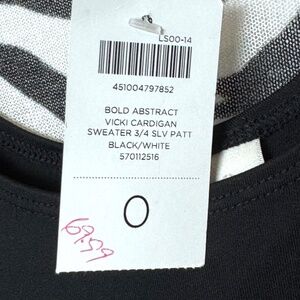 LS00-14
451004797852
BOLD ABSTRACT
VICKI CARDIGAN
SWEATER 3/4 SLV PATT
BLACK/WHITE
570112516
0
69.99